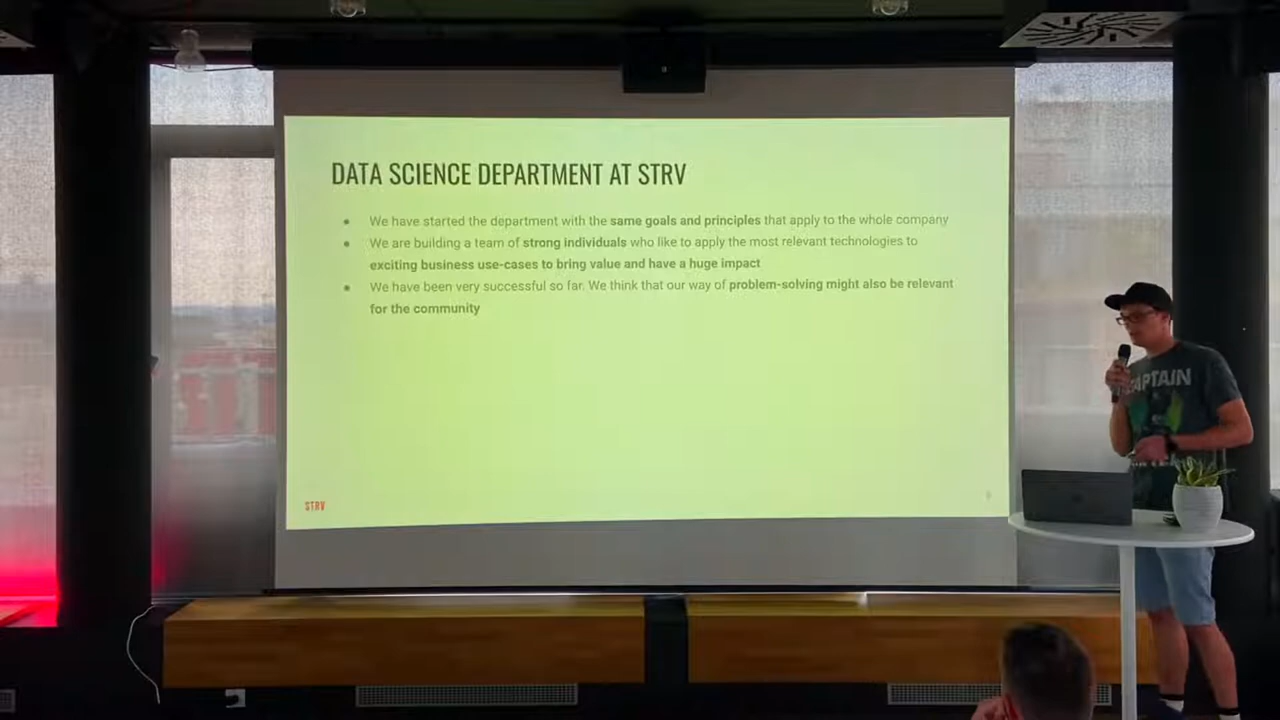 DATA SCIENCE DEPARTMENT AT STRV
● We have started the department with the same goals and principles that apply to the whole company
● We are building a team of strong individuals who like to apply the most relevant technologies to
exciting business use-cases to bring value and have a huge impact
● We have been very successful so far. We think that our way of problem-solving might also be relevant
for the community
STRV
CAPTAIN